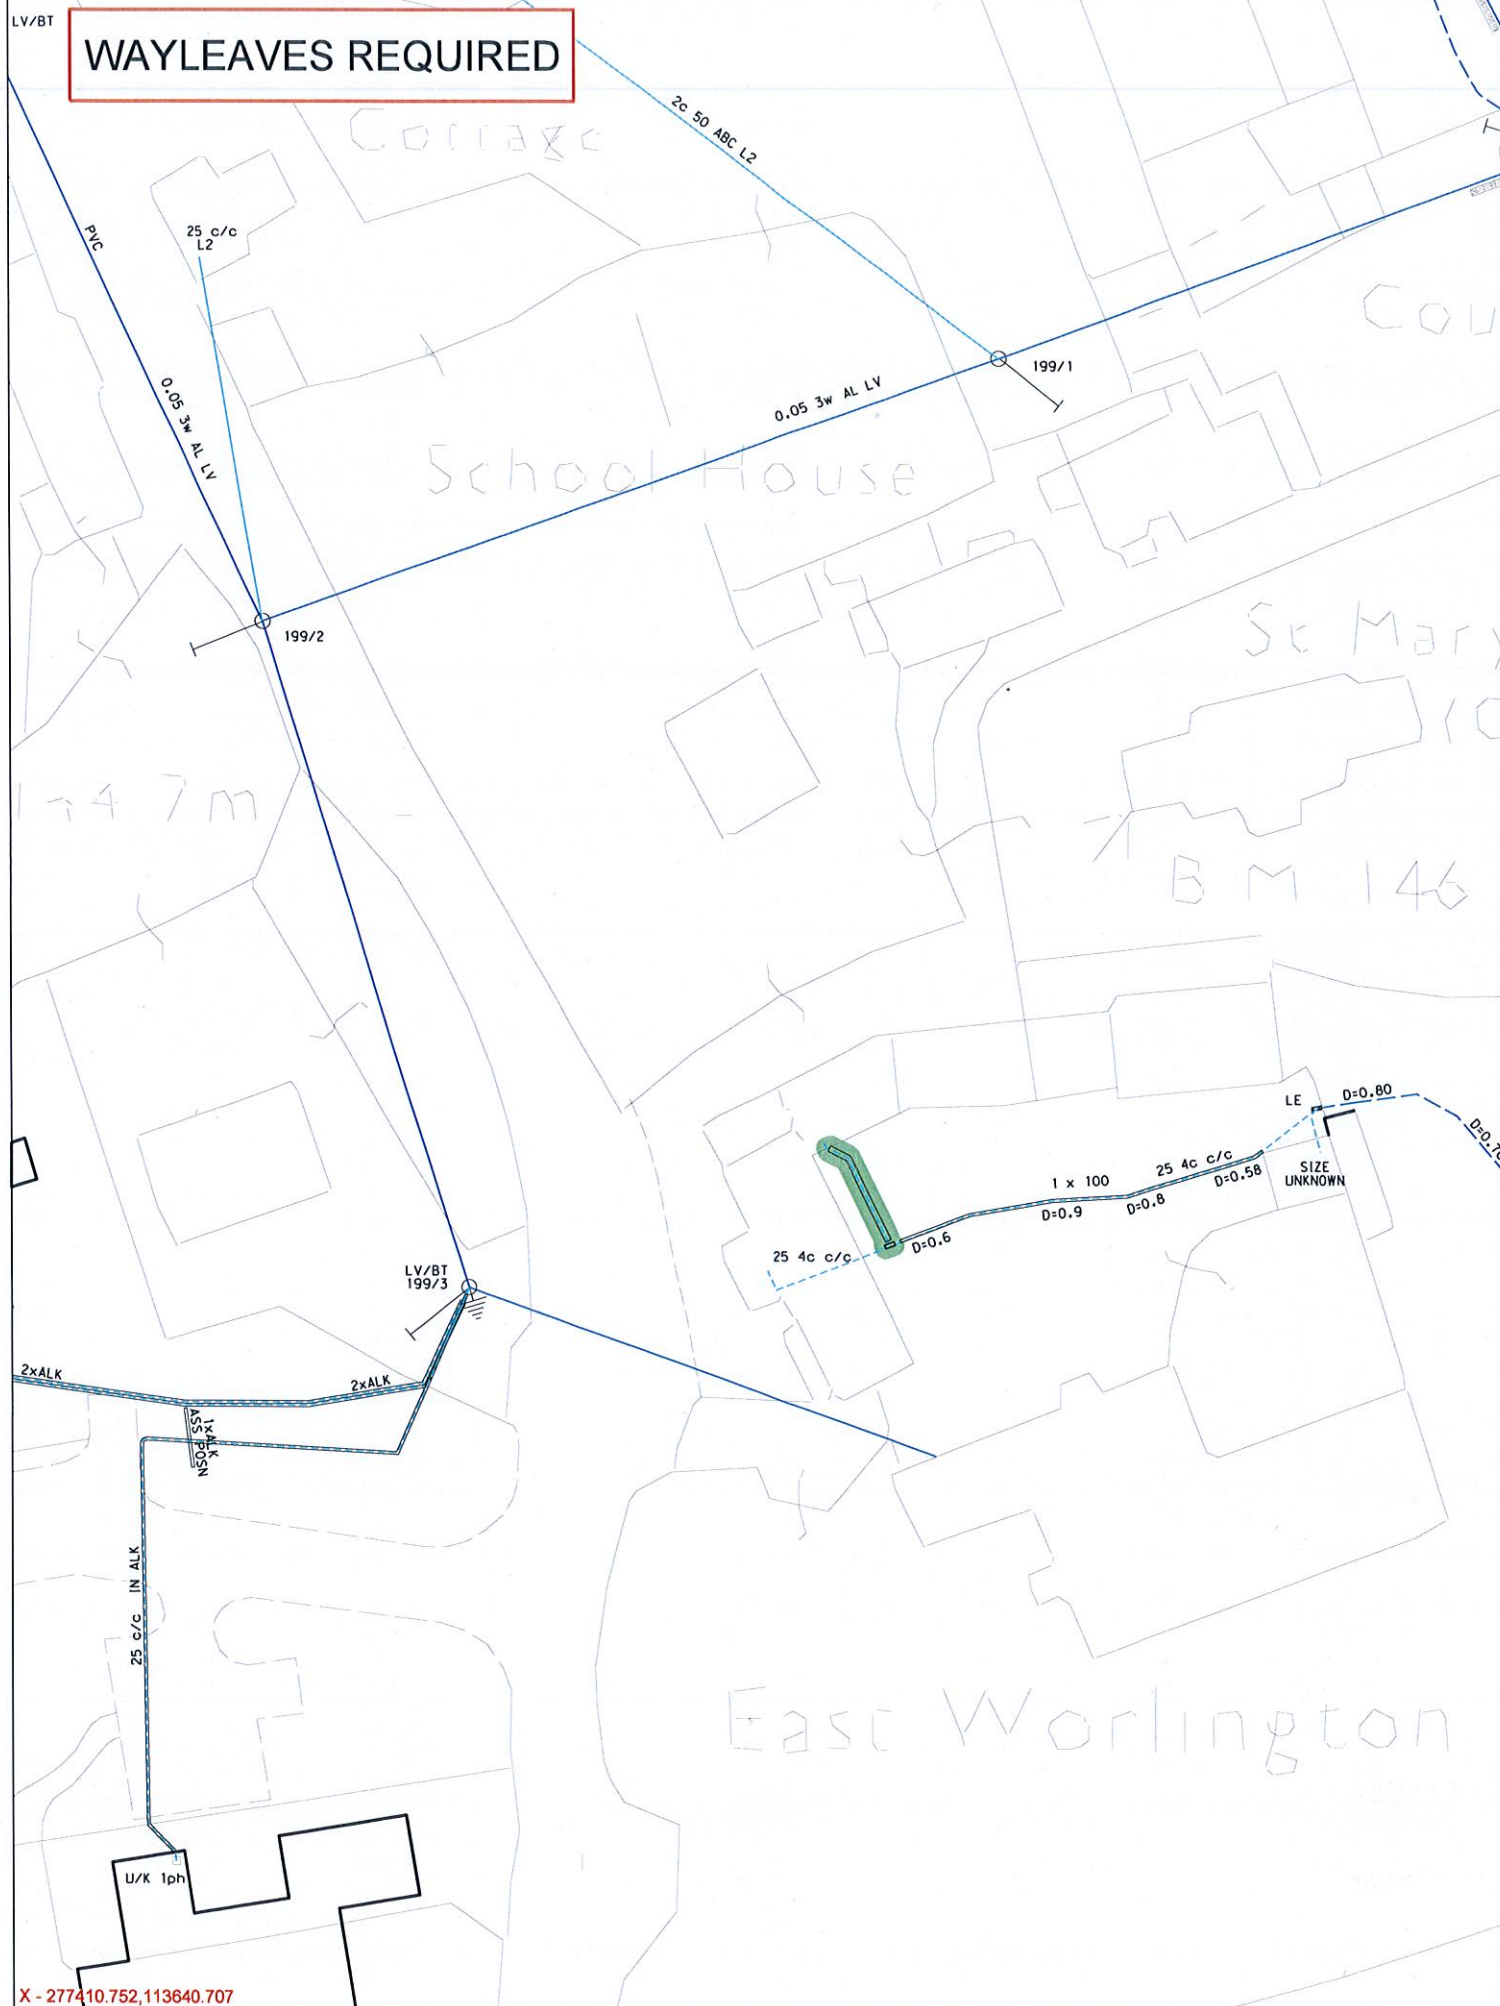 LV/BT
WAYLEAVES REQUIRED
Cottage
2c 50 ABC L2
25 c/c
L2
PVC
0.05 3w AL LV
199/1
0.05 3w AL LV
School House
Cou
199/2
St Mary
BM 146
LE
D=0.80
25 4c c/c
SIZE
UNKNOWN
1 x 100
D=0.58
D=0.8
D=0.9
D=0.6
25 4c c/c
LV/BT
199/3
2xALK
2xALK
1xALK
ASS POSN
25 c/c IN ALK
East Worlington
U/K 1ph
X - 277410.752,113640.707